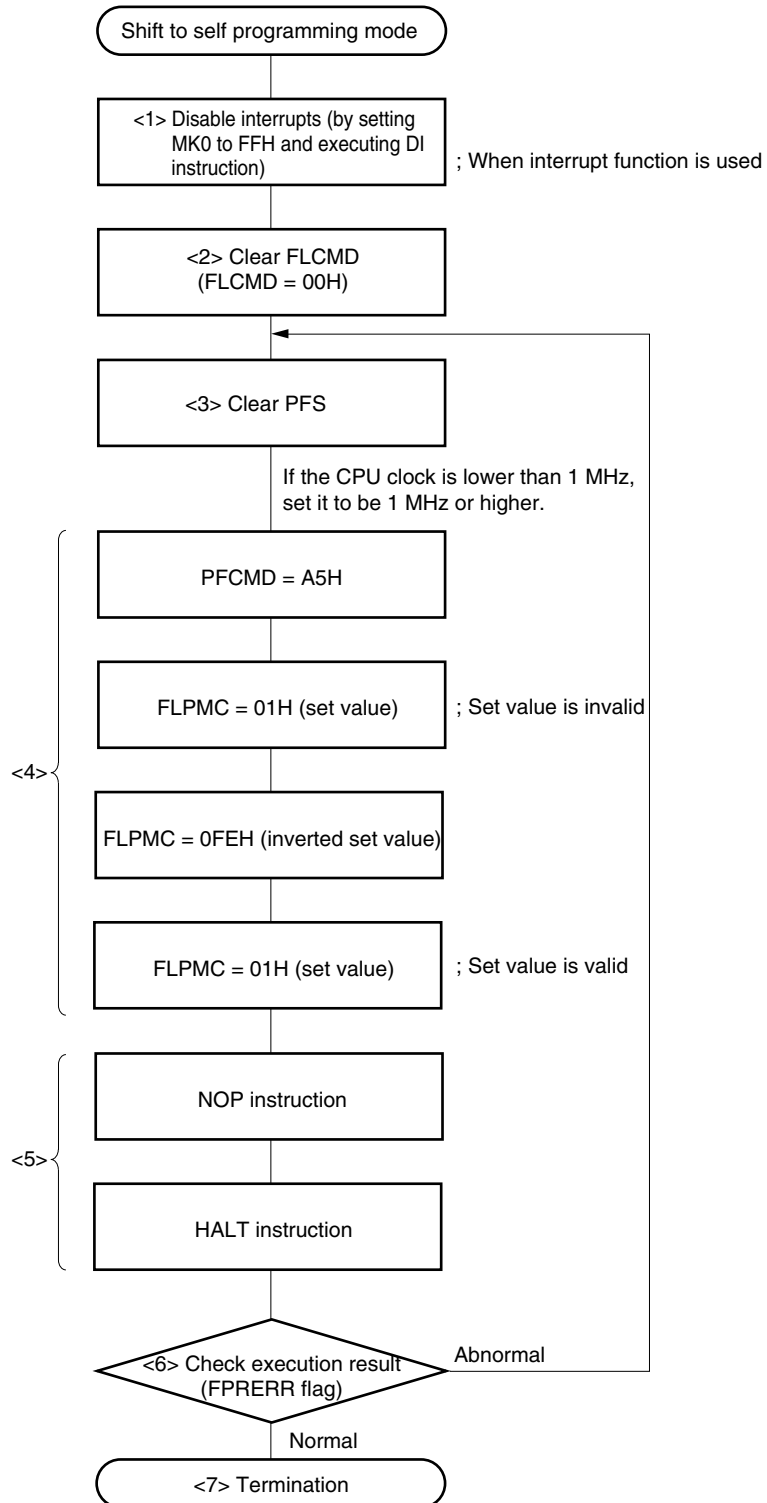 Shift to self programming mode
<1> Disable interrupts (by setting
MK0 to FFH and executing DI
instruction)
; When interrupt function is used
<2> Clear FLCMD
(FLCMD = 00H)
<3> Clear PFS
If the CPU clock is lower than 1 MHz,
set it to be 1 MHz or higher.
PFCMD = A5H
FLPMC = 01H (set value)
; Set value is invalid
<4>
FLPMC = 0FEH (inverted set value)
FLPMC = 01H (set value)
; Set value is valid
NOP instruction
<5>
HALT instruction
<6> Check execution result
(FPRERR flag)
Abnormal
Normal
<7> Termination